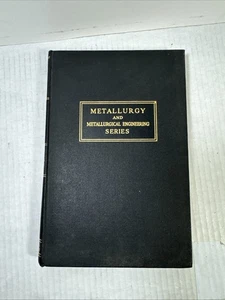 METALLURGY
AND
METALLURGICAL ENGINEERING
SERIES